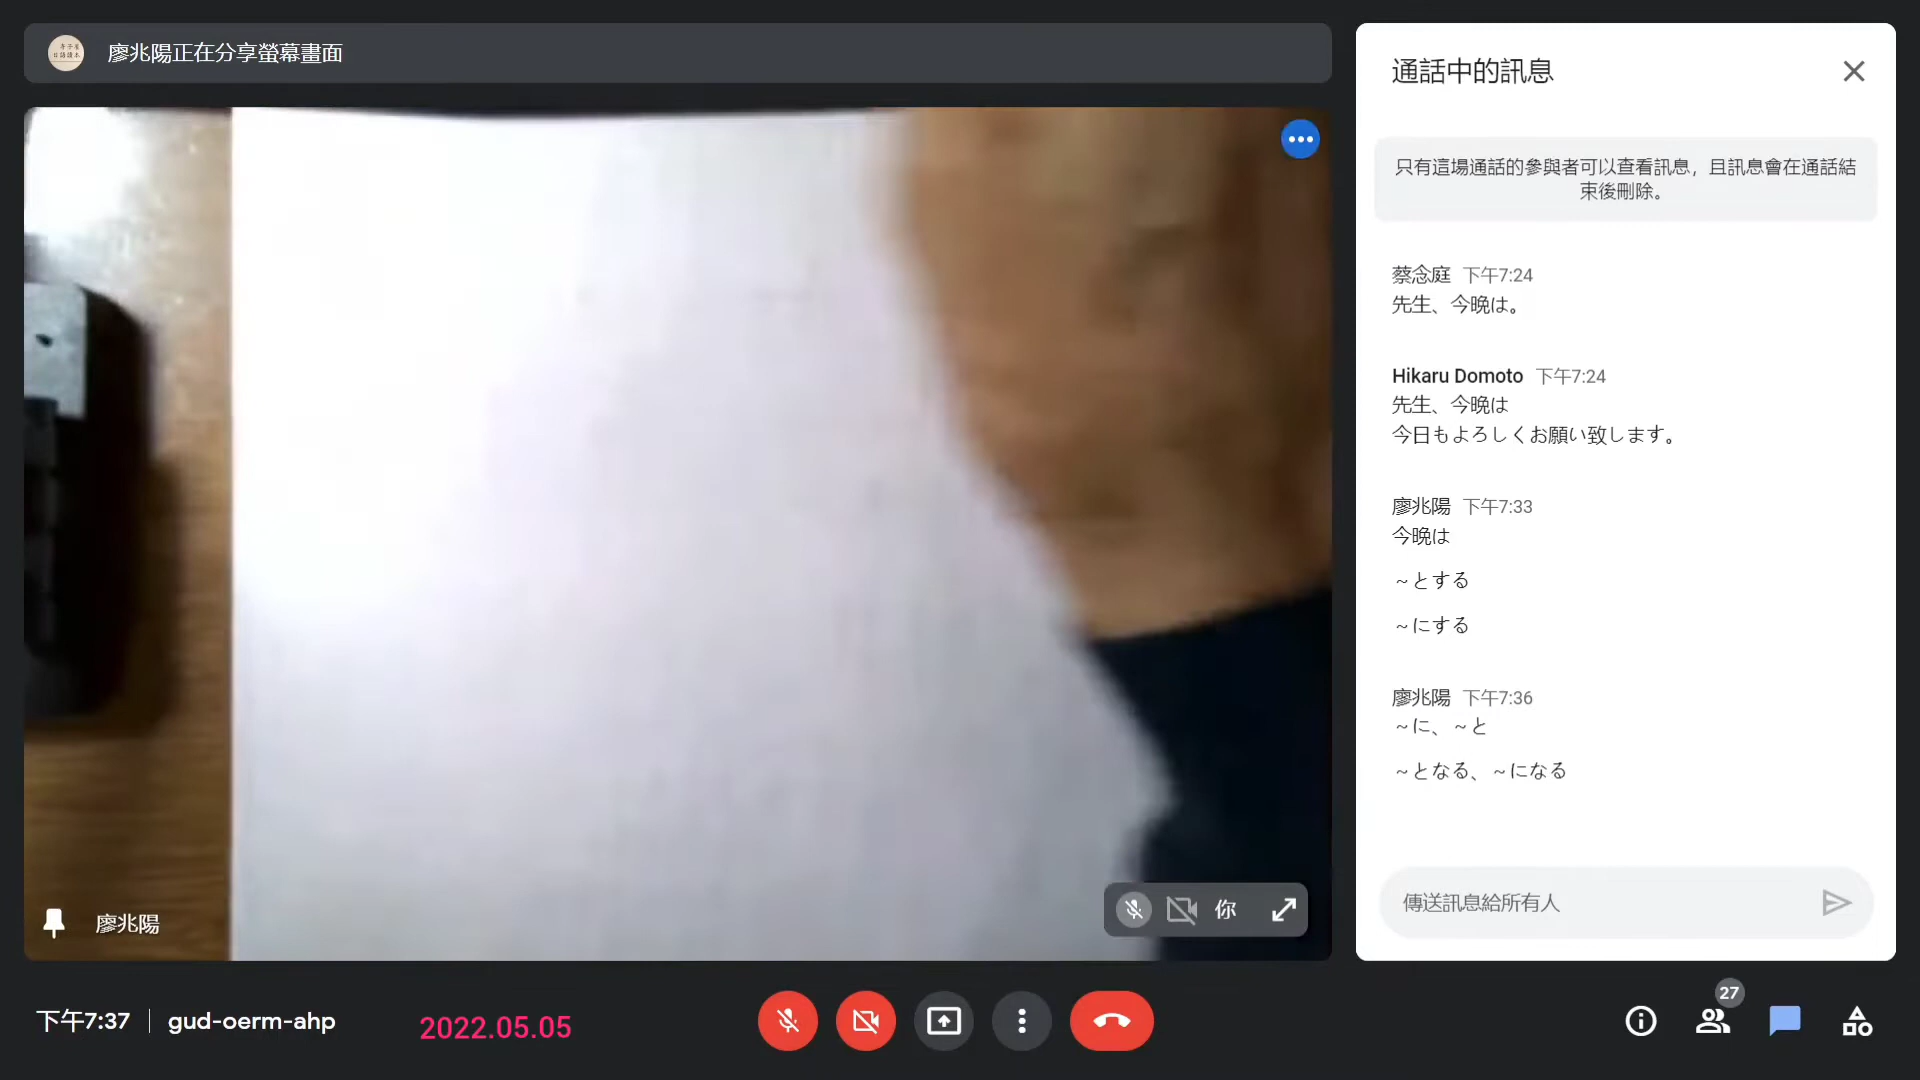 廖兆陽正在分享螢幕畫面
廖兆陽
你
通話中的訊息
只有這場通話的參與者可以查看訊息，且訊息會在通話結
束後刪除。
蔡念庭 下午7:24
先生、今晩は。
Hikaru Domoto 下午7:24
先生、今晩は
今日もよろしくお願い致します。
廖兆陽 下午7:33
今晩は
~とする
~にする
廖兆陽 下午7:36
~に、~と
~となる、~になる
傳送訊息給所有人
下午7:37 | gud-oerm-ahp
2022.05.05
27